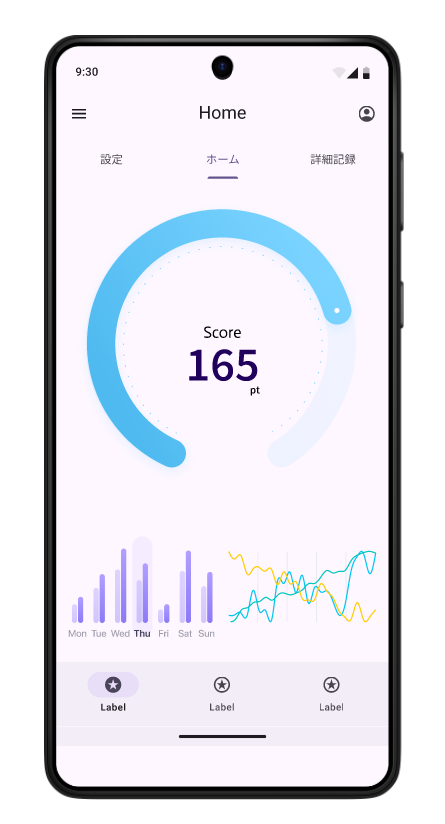 9:30
Home
設定 ホーム 詳細記録
Score
165
pt
Mon Tue Wed Thu Fri Sat Sun
Label Label Label